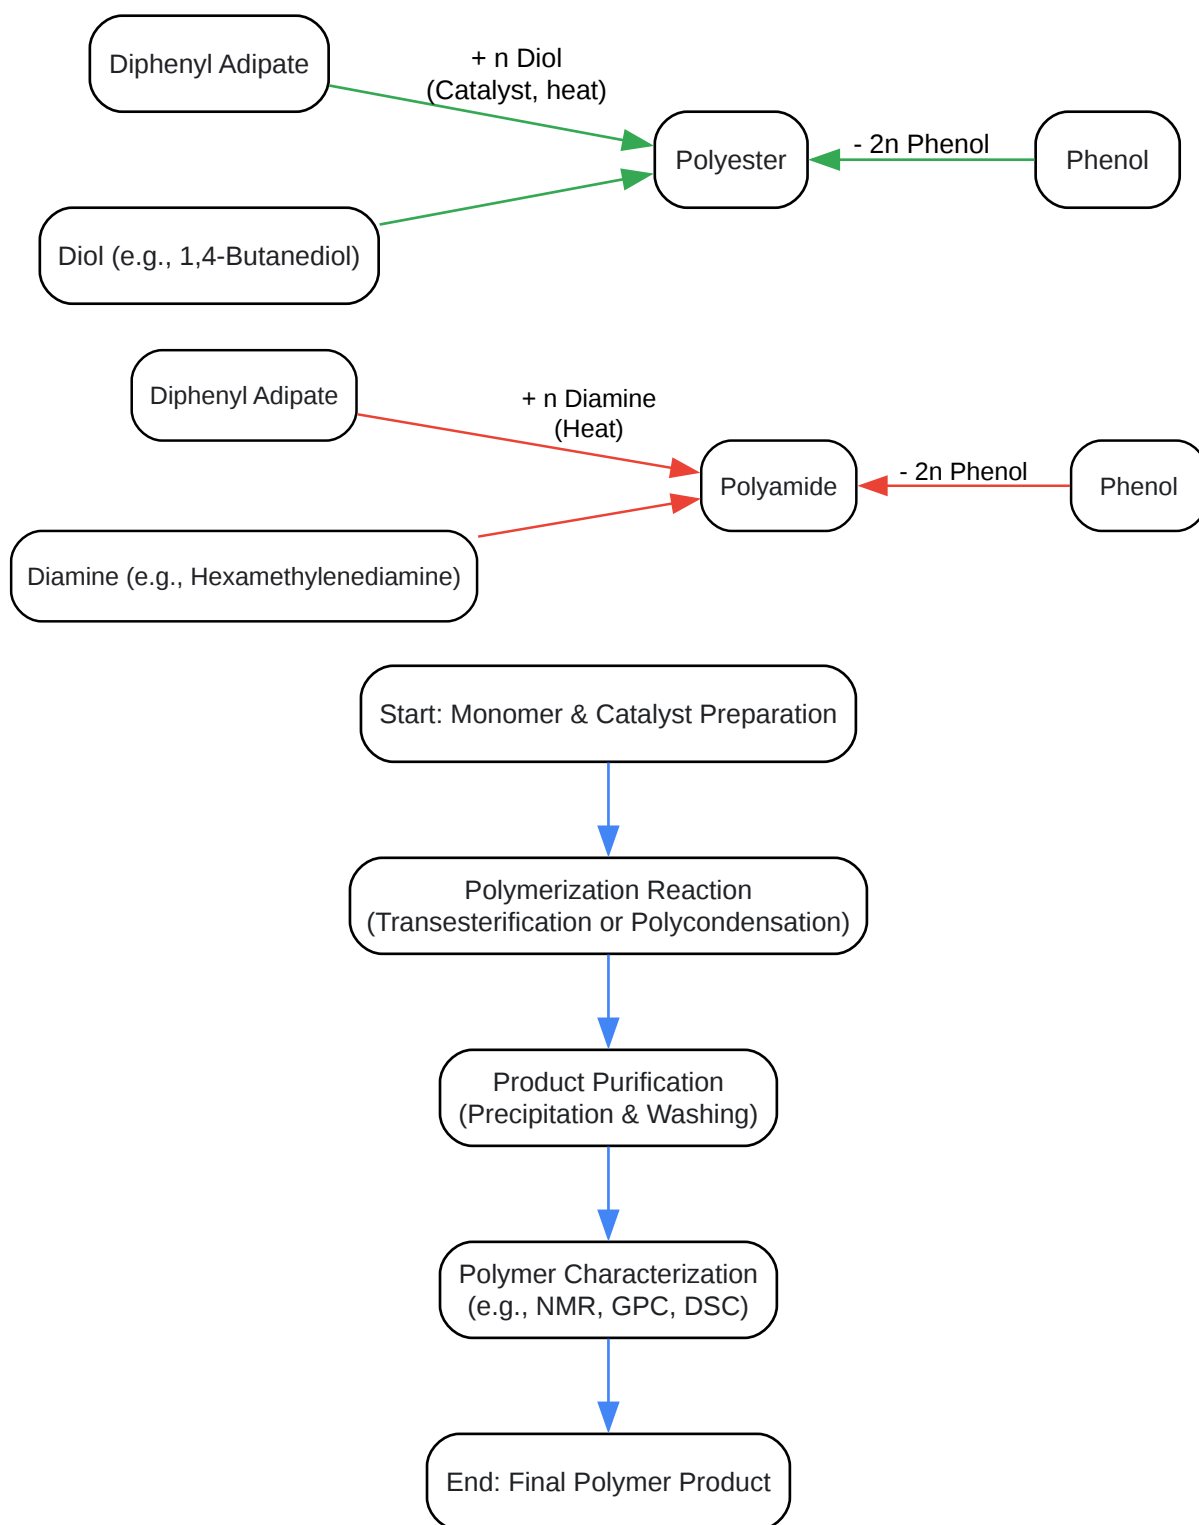 Diphenyl Adipate
+ n Diol
(Catalyst, heat)
Polyester
- 2n Phenol
Phenol
Diol (e.g., 1,4-Butanediol)
Diphenyl Adipate
+ n Diamine
(Heat)
Polyamide
- 2n Phenol
Phenol
Diamine (e.g., Hexamethylenediamine)
Start: Monomer & Catalyst Preparation
Polymerization Reaction
(Transesterification or Polycondensation)
Product Purification
(Precipitation & Washing)
Polymer Characterization
(e.g., NMR, GPC, DSC)
End: Final Polymer Product